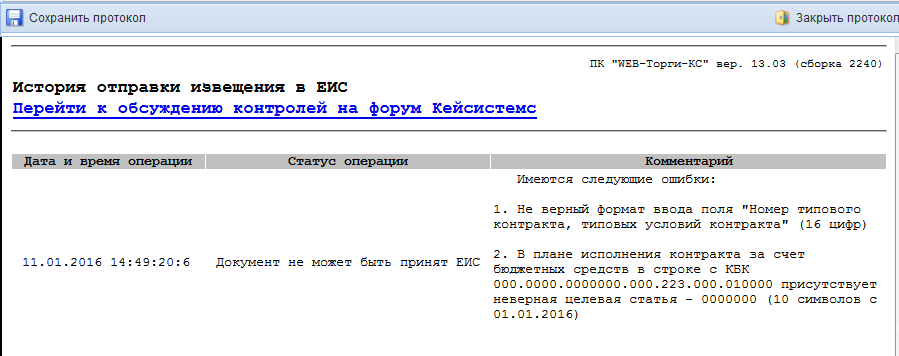 Сохранить протокол
Закрыть протокол
ПК "WEB-Торги-КС" вер. 13.03 (сборка 2240)
История отправки извещения в ЕИС
Перейти к обсуждению контролей на форум Кейсистемс
Дата и время операции Статус операции Комментарий
Имеются следующие ошибки:
1. Не верный формат ввода поля "Номер типового
контракта, типовых условий контракта" (16 цифр)
11.01.2016 14:49:20:6 Документ не может быть принят ЕИС
2. В плане исполнения контракта за счет
бюджетных средств в строке с КБК
000.0000.0000000.000.223.000.010000 присутствует
неверная целевая статья - 0000000 (10 символов с
01.01.2016)